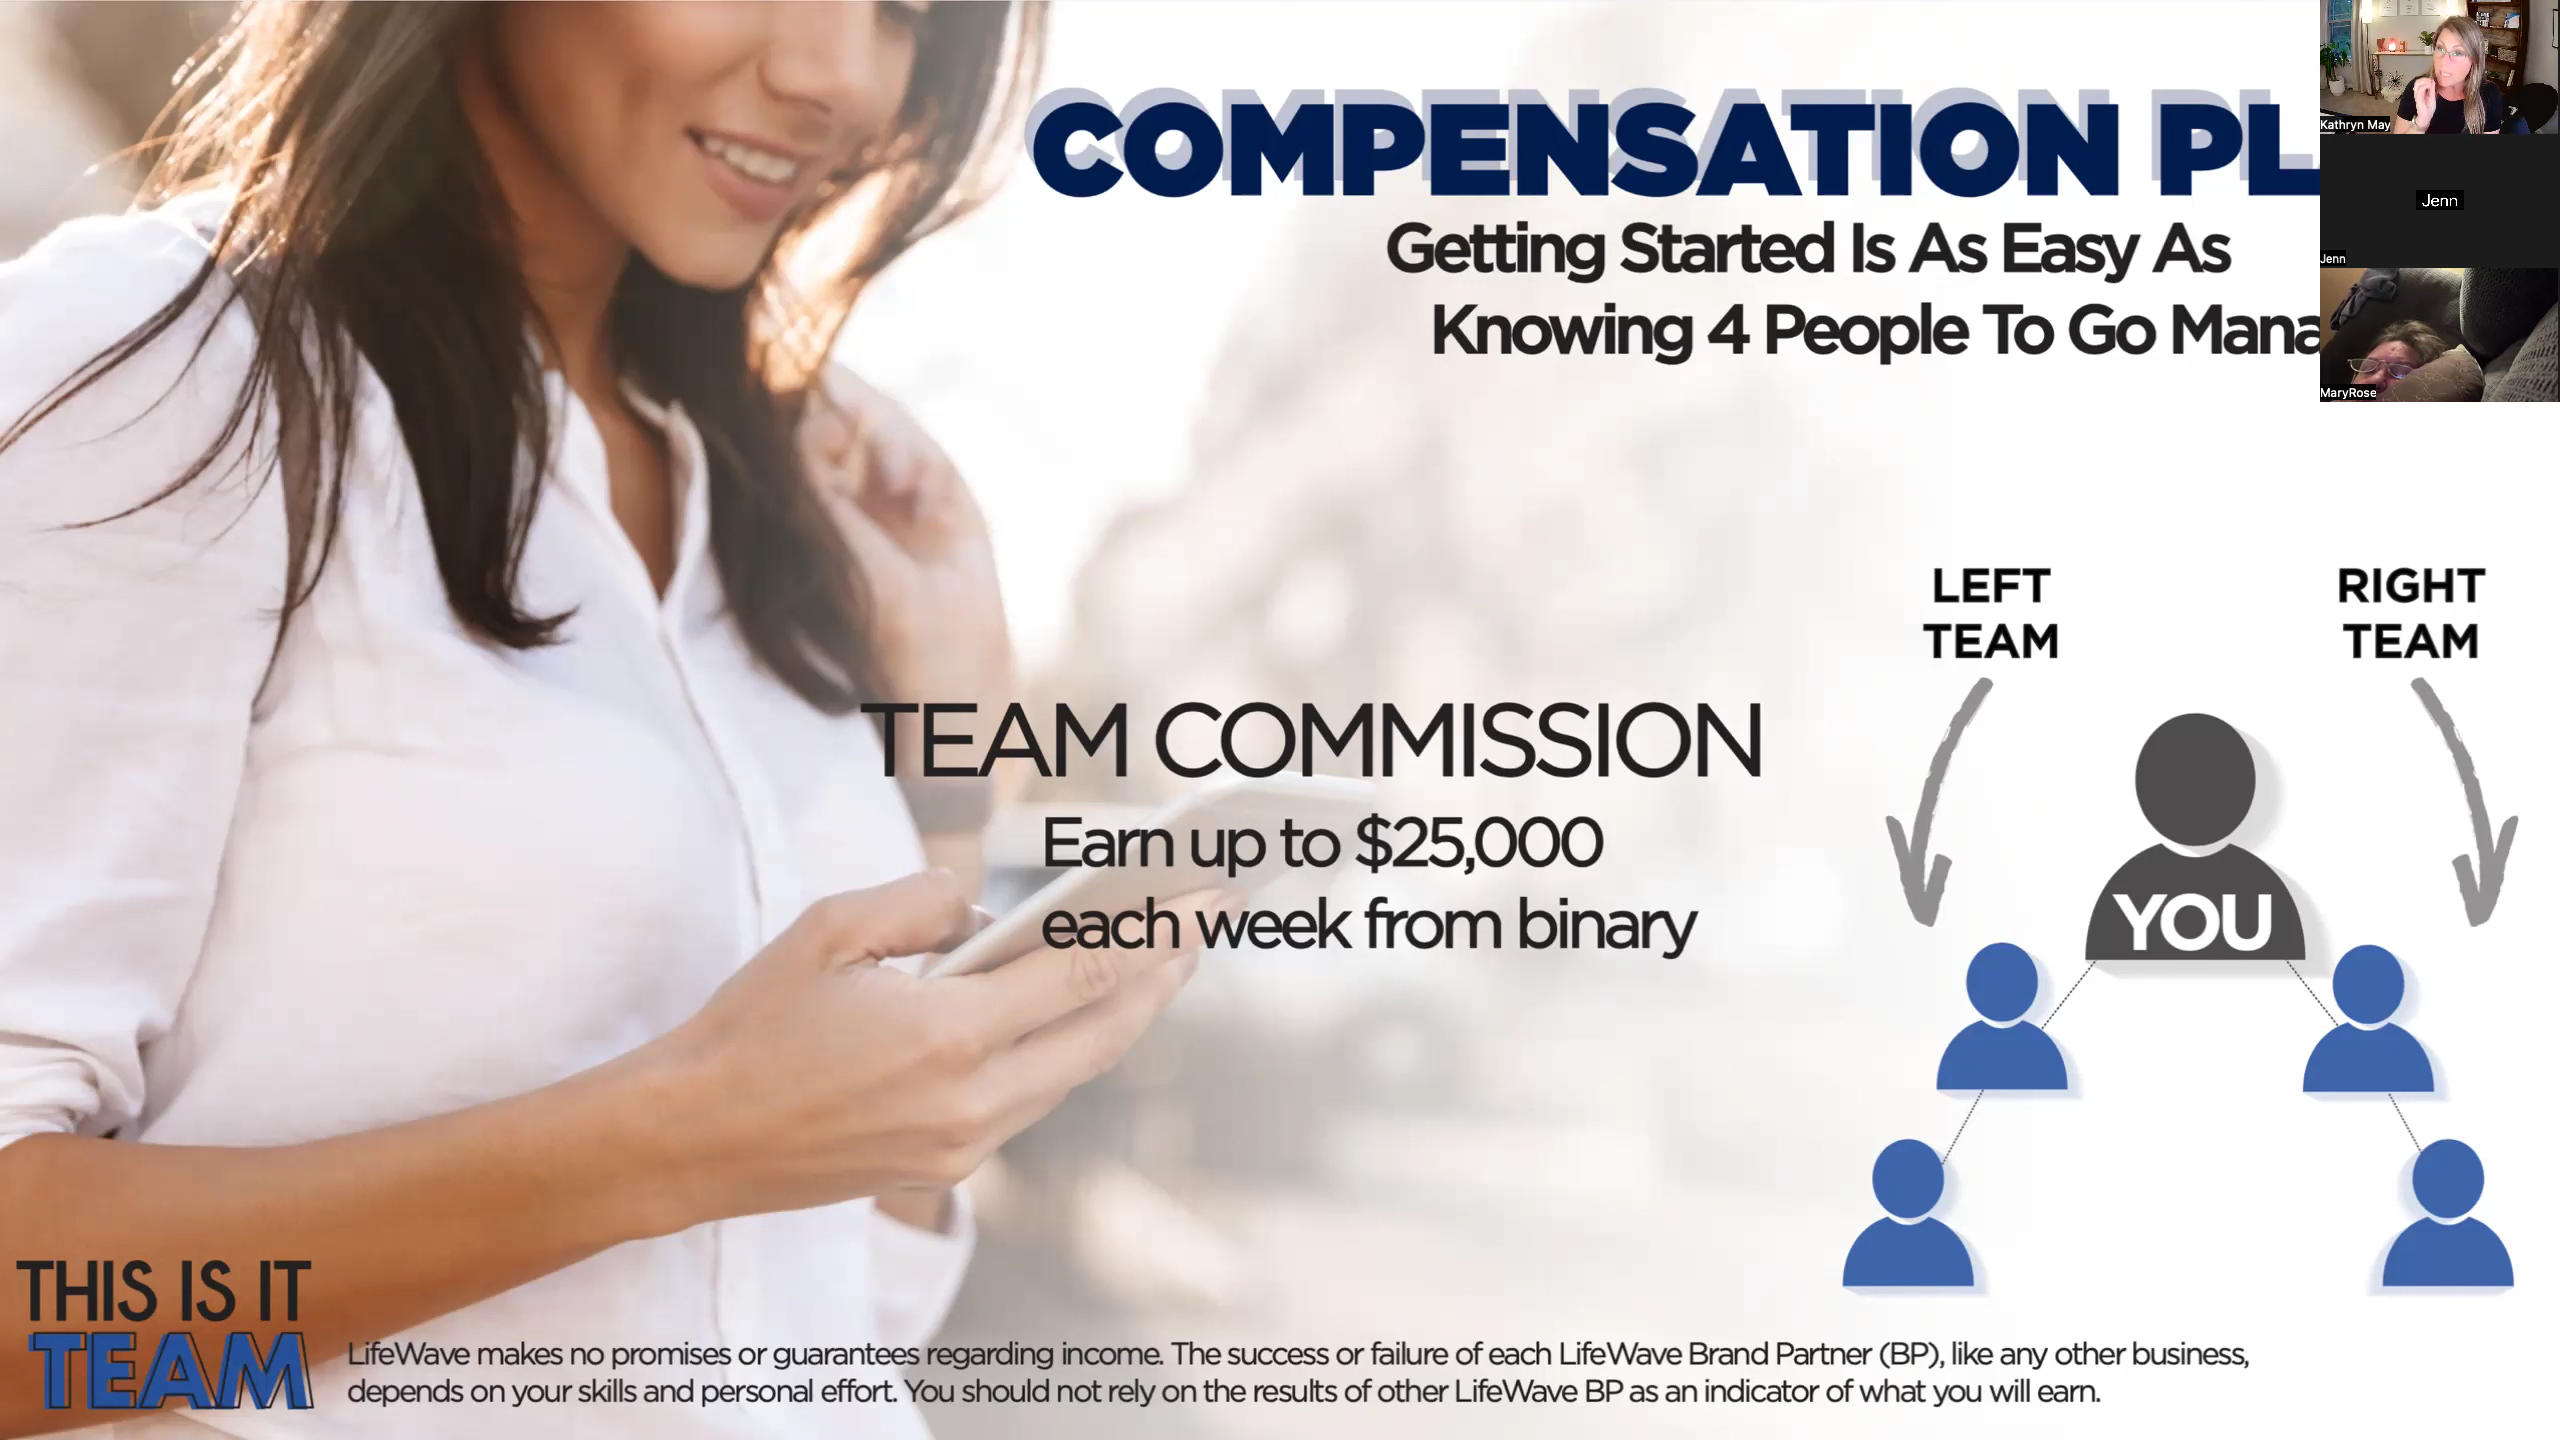 COMPENSATION PL
Getting Started Is As Easy As
Knowing 4 People To Go Mana
Kathryn May
Jenn
Jenn
MaryRose
LEFT
TEAM
RIGHT
TEAM
TEAM COMMISSION
Earn up to $25,000
each week from binary
YOU
THIS IS IT
TEAM
LifeWave makes no promises or guarantees regarding income. The success or failure of each LifeWave Brand Partner (BP), like any other business,
depends on your skills and personal effort. You should not rely on the results of other LifeWave BP as an indicator of what you will earn.